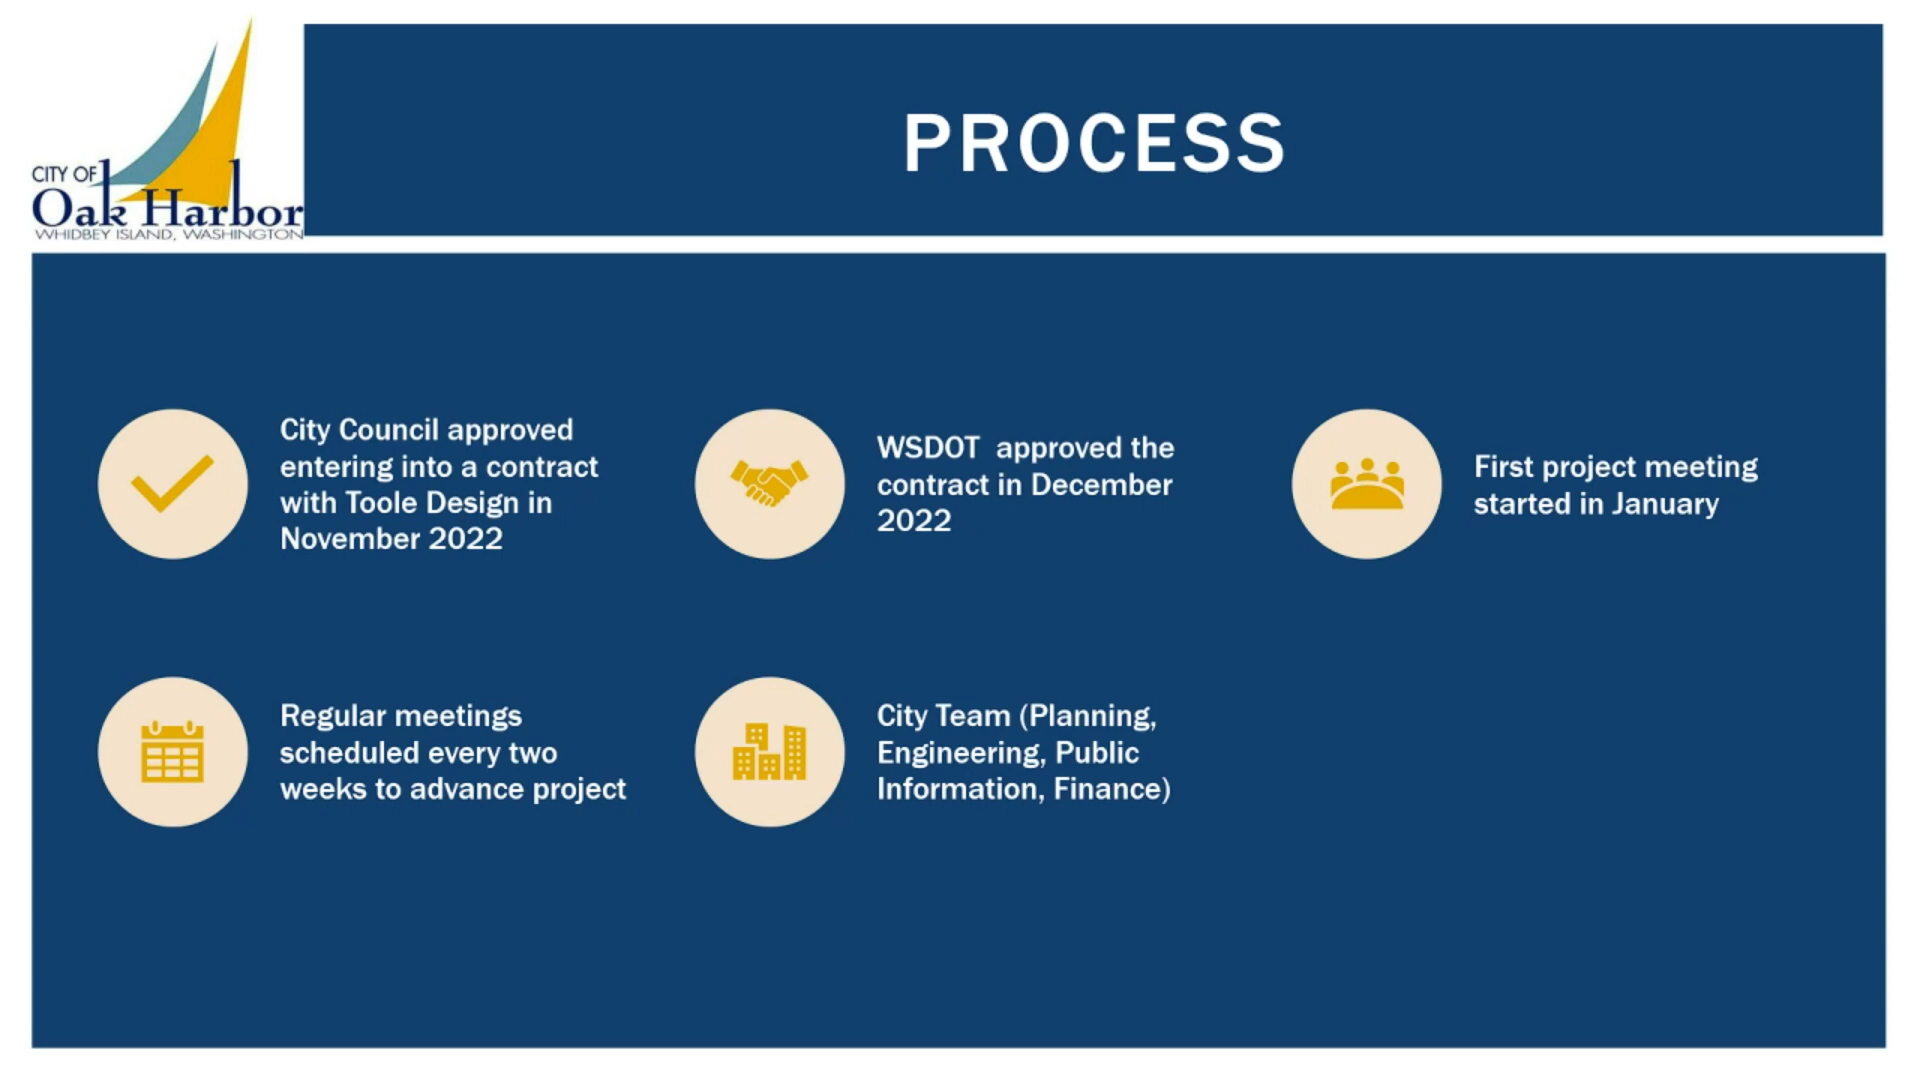 CITY OF
Oak Harbor
WHIDBEY ISLAND, WASHINGTON
PROCESS
City Council approved
entering into a contract
with Toole Design in
November 2022
WSDOT  approved the
contract in December
2022
First project meeting
started in January
Regular meetings
scheduled every two
weeks to advance project
City Team (Planning,
Engineering, Public
Information, Finance)